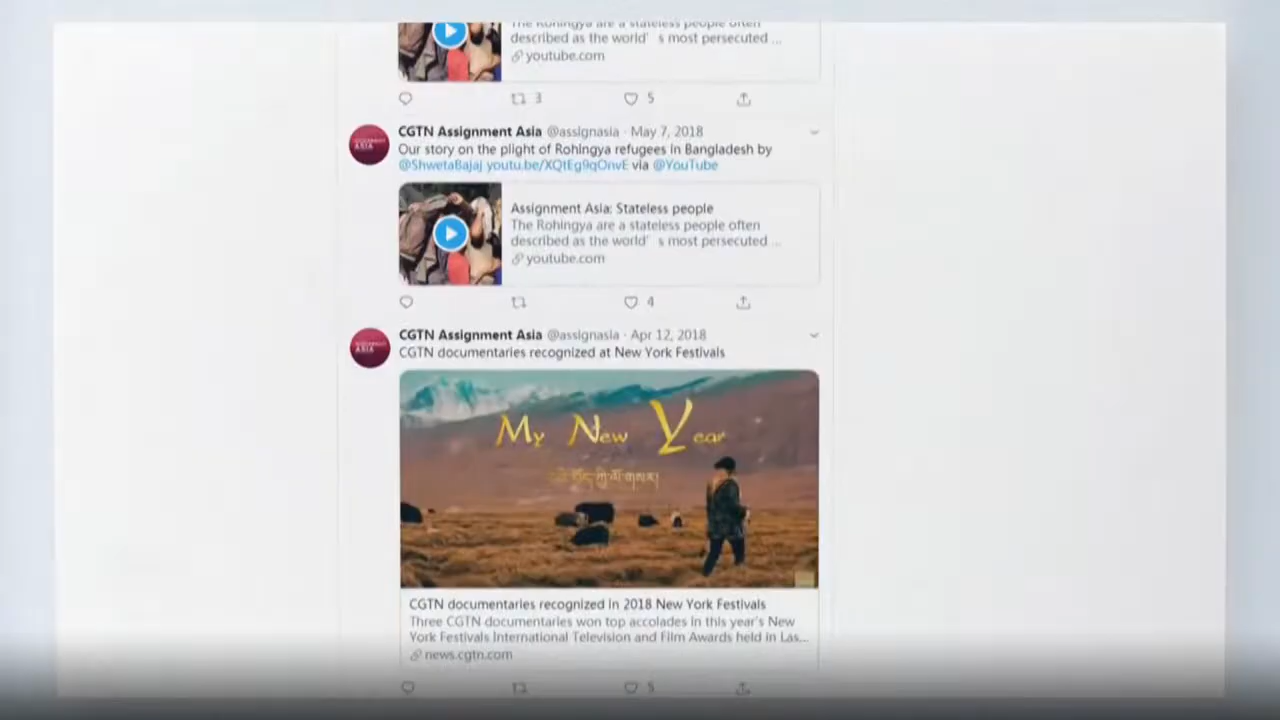 The Rohingya are a stateless people often
described as the world's most persecuted ...
youtube.com
3 5
CGTN Assignment Asia @assignasia · May 7, 2018
Our story on the plight of Rohingya refugees in Bangladesh by
@ShwetaBajaj youtu.be/XQtEg9qOnvE via @YouTube
ASIA
Assignment Asia: Stateless people
The Rohingya are a stateless people often
described as the world's most persecuted ...
youtube.com
4
CGTN Assignment Asia @assignasia · Apr 12, 2018
CGTN documentaries recognized at New York Festivals
ASIA
My New Year
CGTN documentaries recognized in 2018 New York Festivals
Three CGTN documentaries won top accolades in this year's New
York Festivals International Television and Film Awards held in Las...
news.cgtn.com
5